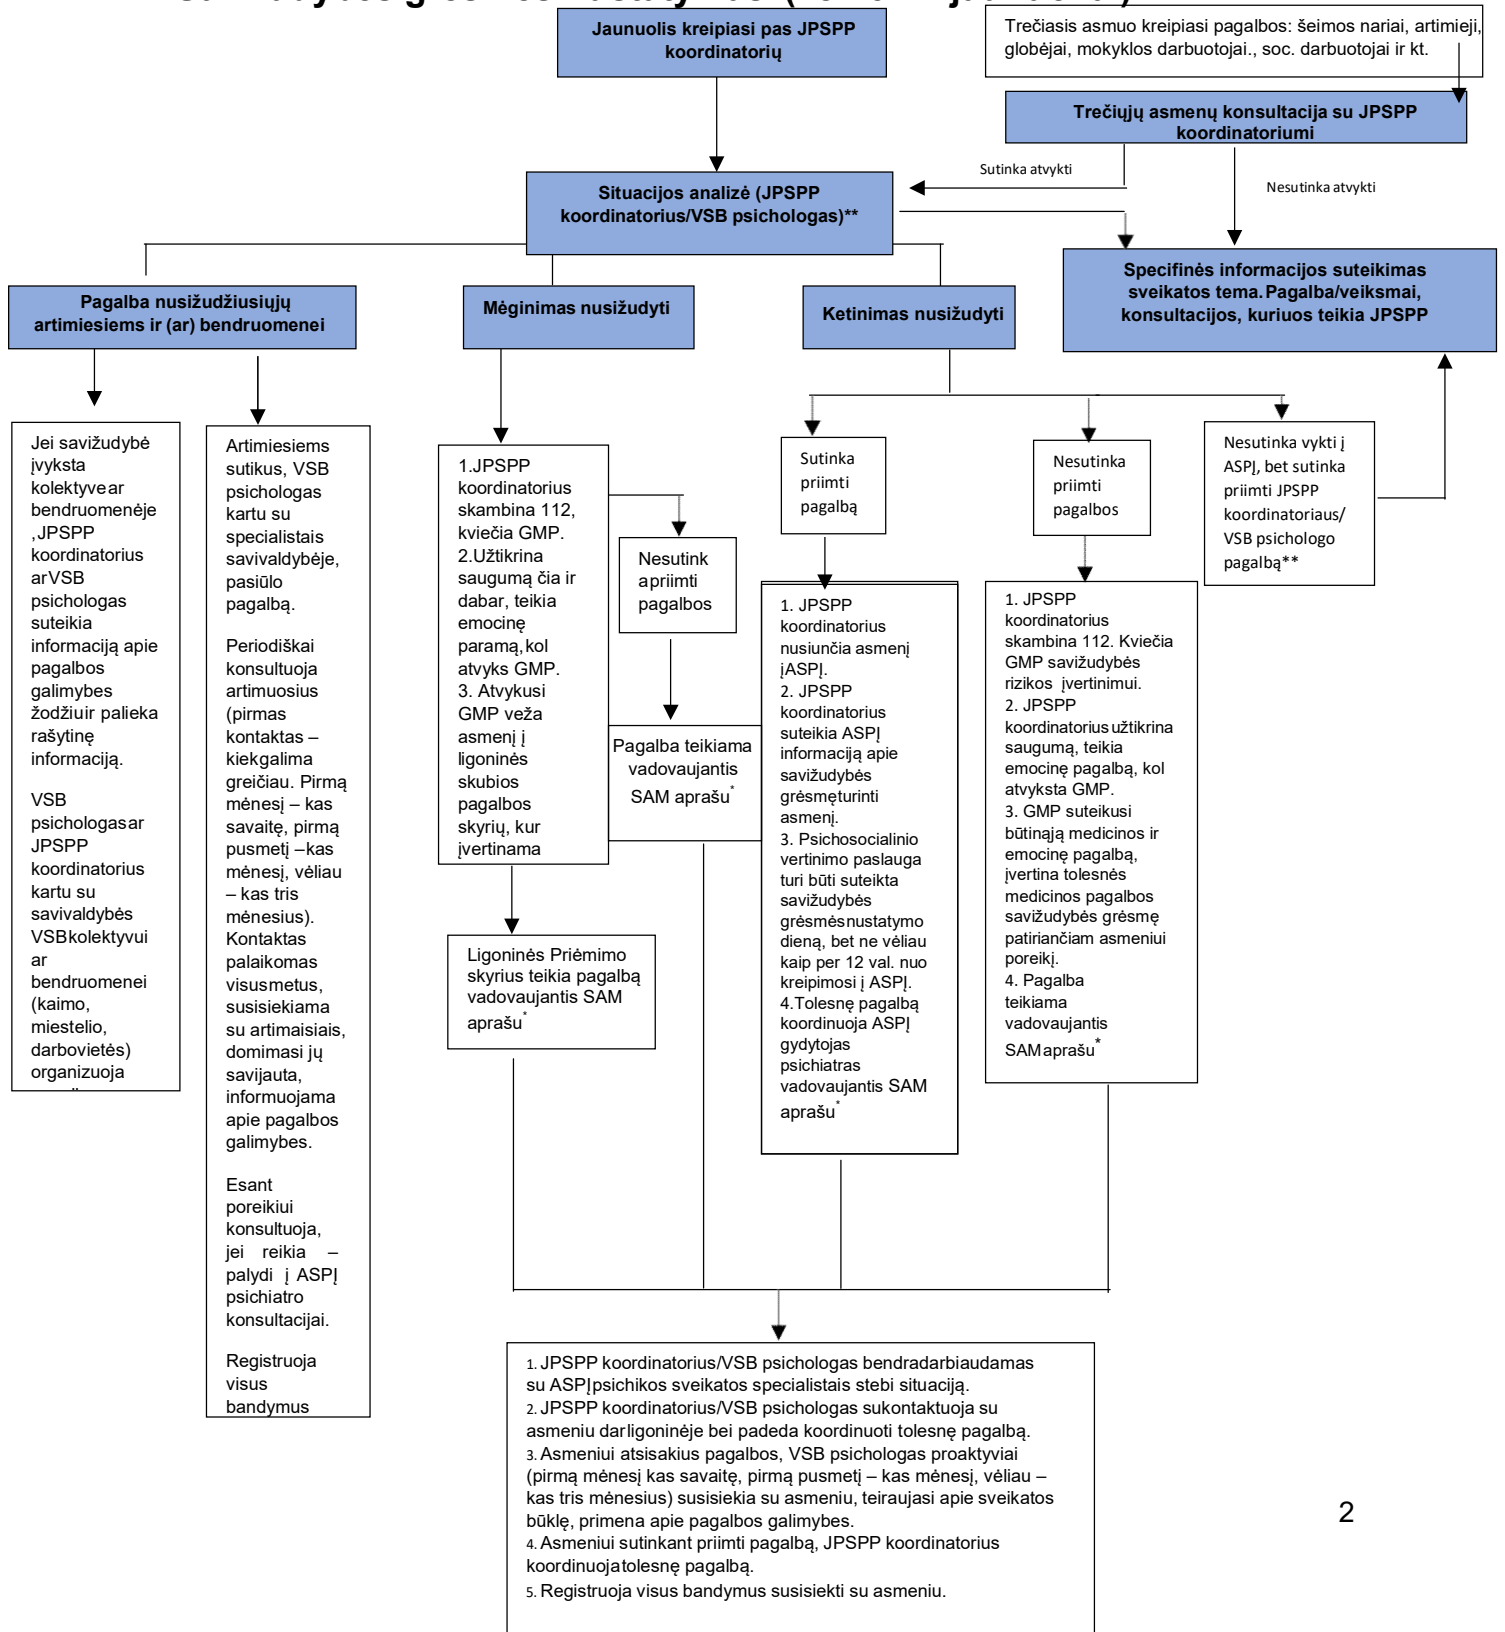 Jaunuolis kreipiasi pas JPSPP
koordinatorių
Trečiasis asmuo kreipiasi pagalbos: šeimos nariai, artimieji,
globėjai, mokyklos darbuotojai., soc. darbuotojai ir kt.
Trečiųjų asmenų konsultacija su JPSPP
koordinatoriumi
Sutinka atvykti
Nesutinka atvykti
Situacijos analizė (JPSPP
koordinatorius/VSB psichologas)**
Specifinės informacijos suteikimas
sveikatos tema. Pagalba/veiksmai,
konsultacijos, kuriuos teikia JPSPP
Pagalba nusižudžiusiųjų
artimiesiems ir (ar) bendruomenei
Mėginimas nusižudyti
Ketinimas nusižudyti
Jei savižudybė
įvyksta
kolektyve ar
bendruomenėje
, JPSPP
koordinatorius
ar VSB
psichologas
suteikia
informaciją apie
pagalbos
galimybes
žodžiu ir palieka
rašytinę
informaciją.
VSB
psichologas ar
JPSPP
koordinatorius
kartu su
savivaldybės
VSB kolektyvui
ar
bendruomenei
(kaimo,
miestelio,
darbovietės)
organizuoja
Artimiesiems
sutikus, VSB
psichologas
kartu su
specialistais
savivaldybėje,
pasiūlo
pagalbą.
Periodiškai
konsultuoja
artimuosius
(pirmas
kontaktas –
kiek galima
greičiau. Pirmą
mėnesį – kas
savaitę, pirmą
pusmetį – kas
mėnesį, vėliau
– kas tris
mėnesius).
Kontaktas
palaikomas
visus metus,
susisiekiama
su artimaisiais,
domimasi jų
savijauta,
informuojama
apie pagalbos
galimybes.
Esant
poreikiui
konsultuoja,
jei reikia –
palydi į ASPĮ
psichiatro
konsultacijai.
Registruoja
visus
bandymus
1.JPSPP
koordinatorius
skambina 112,
kviečia GMP.
2.Užtikrina
saugumą čia ir
dabar, teikia
emocinę
paramą, kol
atvyks GMP.
3. Atvykusi
GMP veža
asmenį į
ligoninės
skubios
pagalbos
skyrių, kur
įvertinama
Nesutink
a priimti
pagalbos
Pagalba teikiama
vadovaujantis
SAM aprašu*
Ligoninės Priėmimo
skyrius teikia pagalbą
vadovaujantis SAM
aprašu*
Sutinka
priimti
pagalbą
1. JPSPP
koordinatorius
nusiunčia asmenį
į ASPĮ.
2. JPSPP
koordinatorius
suteikia ASPĮ
informaciją apie
savižudybės
grėsmę turinti
asmenį.
3. Psichosocialinio
vertinimo paslauga
turi būti suteikta
savižudybės
grėsmės nustatymo
dieną, bet ne vėliau
kaip per 12 val. nuo
kreipimosi į ASPĮ.
4.Tolesnę pagalbą
koordinuoja ASPĮ
gydytojas
psichiatras
vadovaujantis SAM
aprašu*
Nesutinka
priimti
pagalbos
1. JPSPP
koordinatorius
skambina 112. Kviečia
GMP savižudybės
rizikos įvertinimui.
2. JPSPP
koordinatorius užtikrina
saugumą, teikia
emocinę pagalbą, kol
atvyksta GMP.
3. GMP suteikusi
būtinąją medicinos ir
emocinę pagalbą,
įvertina tolesnės
medicinos pagalbos
savižudybės grėsmę
patiriančiam asmeniui
poreikį.
4. Pagalba
teikiama
vadovaujantis
SAM aprašu*
Nesutinka vykti į
ASPĮ, bet sutinka
priimti JPSPP
koordinatoriaus/
VSB psichologo
pagalbą**
1. JPSPP koordinatorius/VSB psichologas bendradarbiaudamas
su ASPĮ psichikos sveikatos specialistais stebi situaciją.
2. JPSPP koordinatorius/VSB psichologas sukontaktuoja su
asmeniu dar ligoninėje bei padeda koordinuoti tolesnę pagalbą.
3. Asmeniui atsisakius pagalbos, VSB psichologas proaktyviai
(pirmą mėnesį kas savaitę, pirmą pusmetį – kas mėnesį, vėliau –
kas tris mėnesius) susisiekia su asmeniu, teiraujasi apie sveikatos
būklę, primena apie pagalbos galimybes.
4. Asmeniui sutinkant priimti pagalbą, JPSPP koordinatorius
koordinuoja tolesnę pagalbą.
5. Registruoja visus bandymus susisiekti su asmeniu.
2